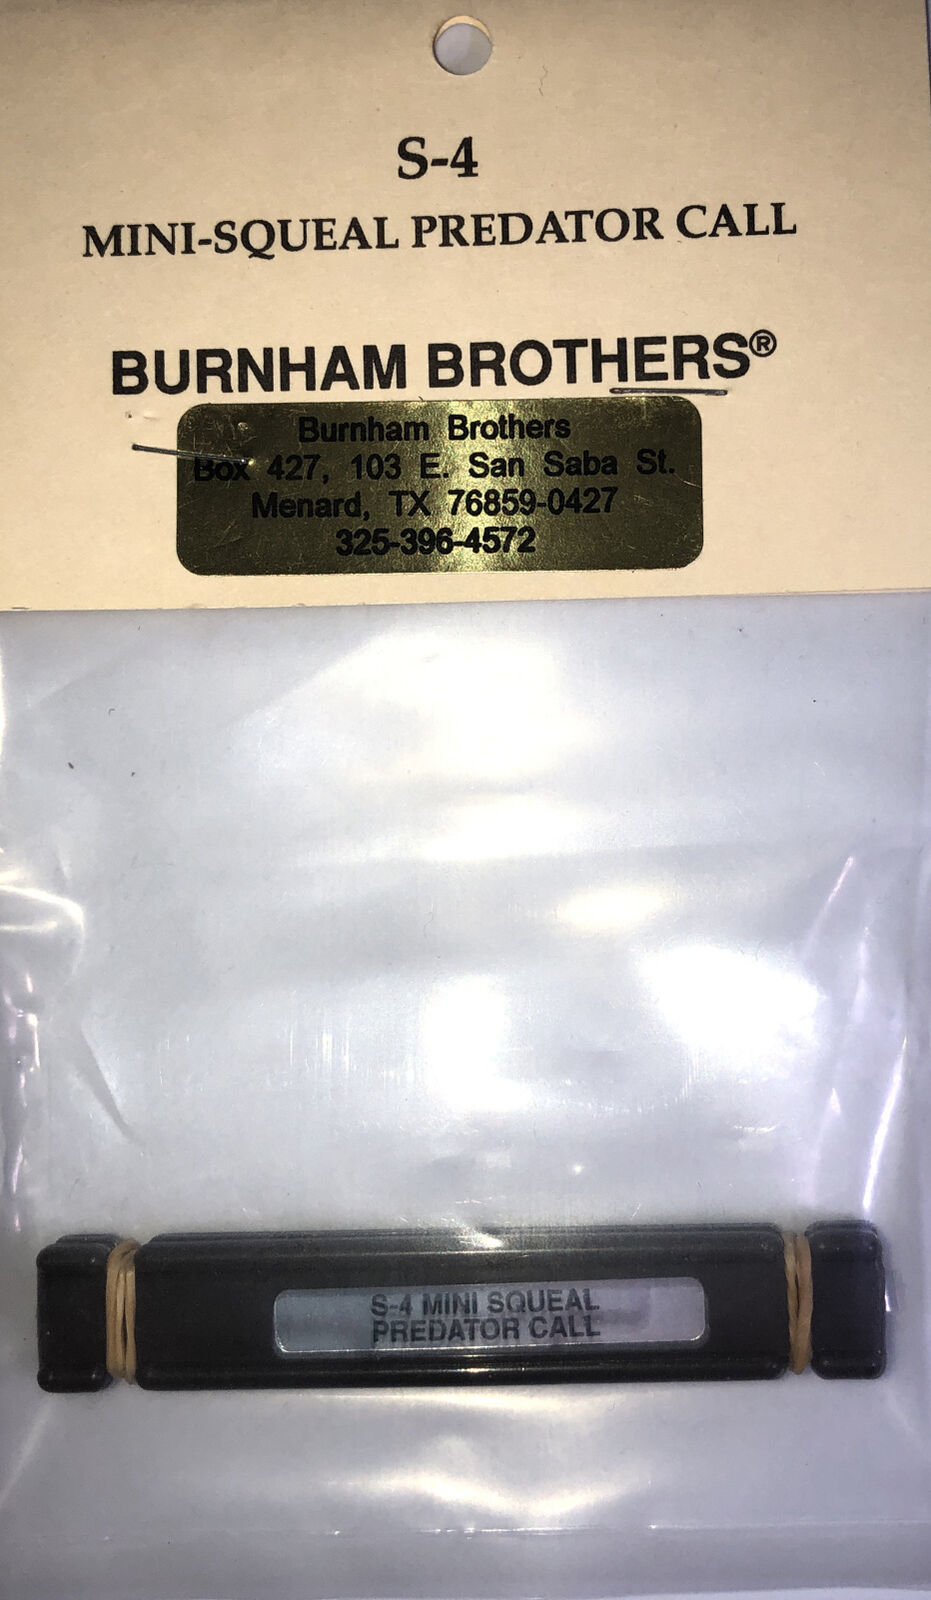 S-4
MINI-SQUEAL PREDATOR CALL
BURNHAM BROTHERS®
Burnham Brothers
Box 427, 103 E. San Saba St.
Menard, TX 76859-0427
325-396-4572
S-4 MINI SQUEAL
PREDATOR CALL